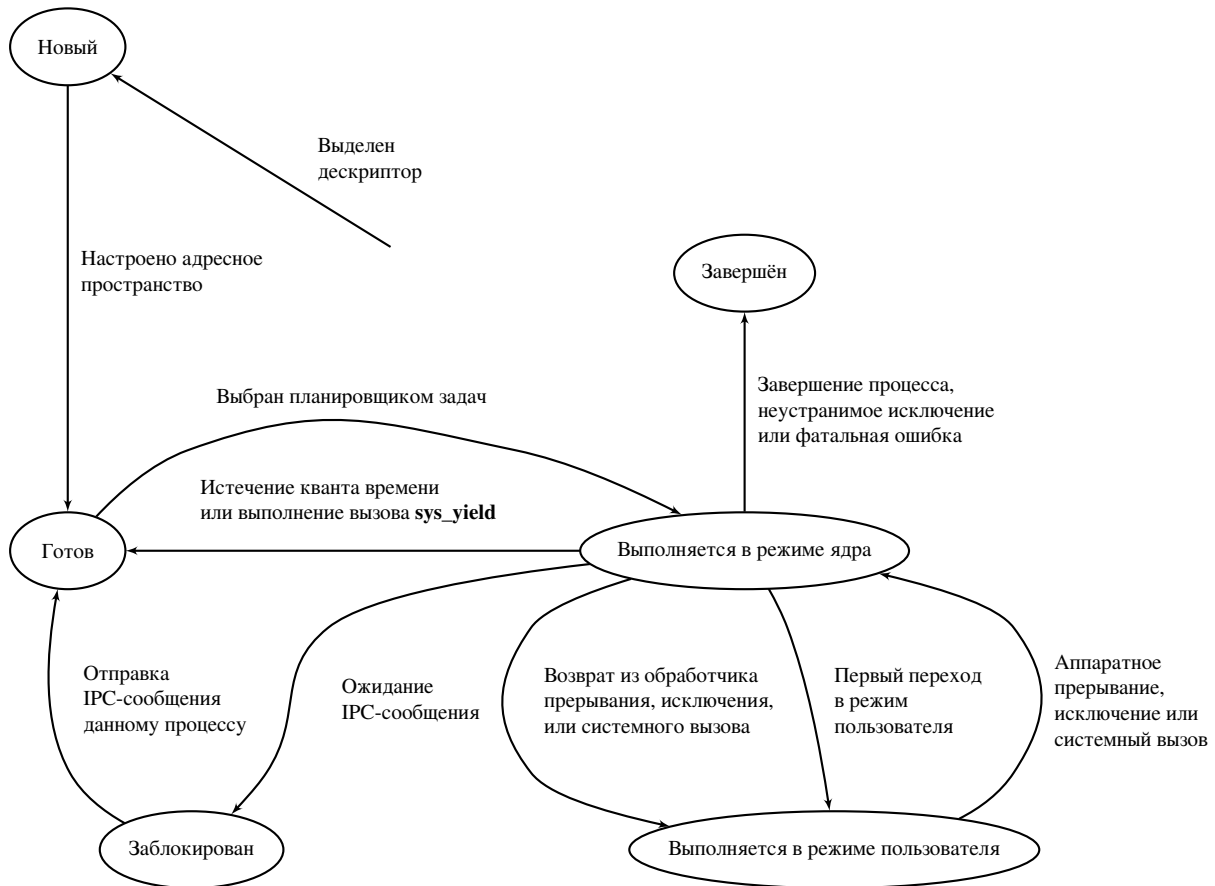 Новый
Выделен
дескриптор
Настроено адресное
пространство
Завершён
Выбран планировщиком задач
Завершение процесса,
неустранимое исключение
или фатальная ошибка
Истечение кванта времени
или выполнение вызова sys_yield
Готов
Выполняется в режиме ядра
Отправка
IPC-сообщения
данному процессу
Ожидание
IPC-сообщения
Возврат из обработчика
прерывания, исключения,
или системного вызова
Первый переход
в режим
пользователя
Аппаратное
прерывание,
исключение или
системный вызов
Заблокирован
Выполняется в режиме пользователя